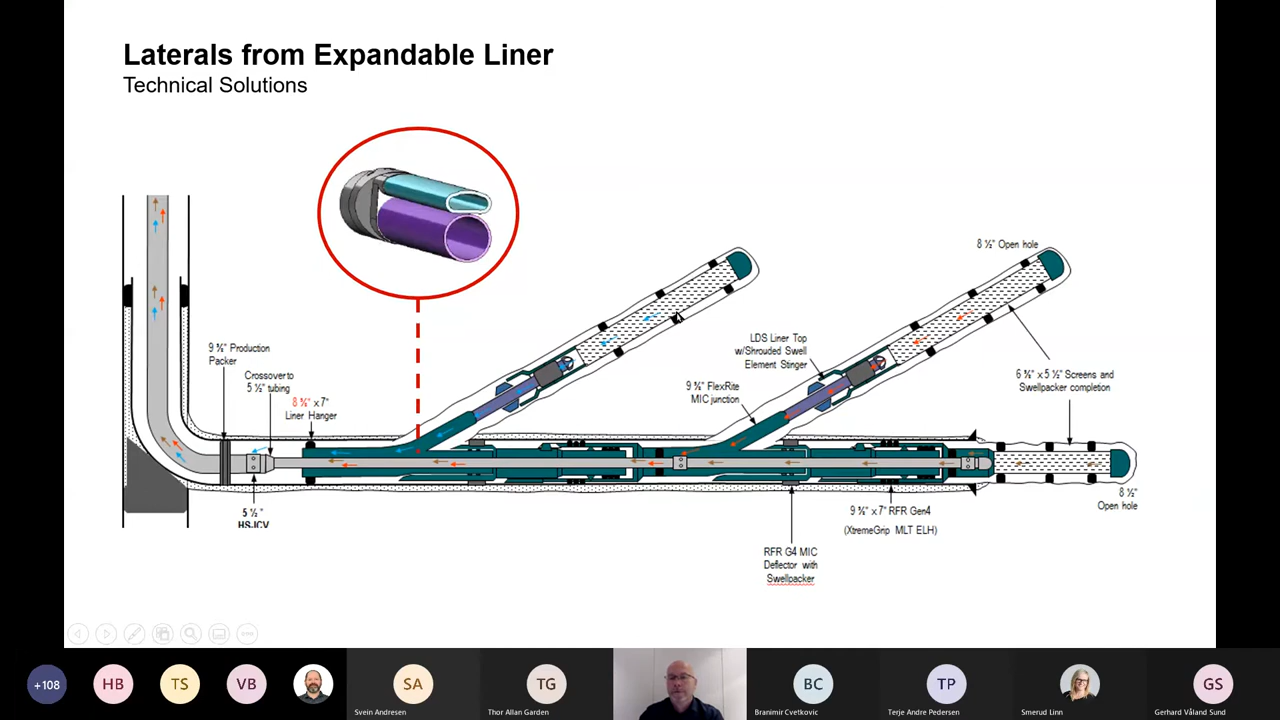 Laterals from Expandable Liner
Technical Solutions
8 ½" Open hole
9 ⅝" Production
Packer
Crossover to
5 ½" tubing
8 ⅝" x 7"
Liner Hanger
LDS Liner Top
w/Shrouded Swell
Element Stinger
9 ⅝" FlexRite
MIC junction
6 ⅝" x 5 ½" Screens and
Swellpacker completion
5 ½"
HS-ICV
9 ⅝" x 7" RFR Gen4
(XtremeGrip MLT ELH)
8 ½"
Open hole
RFR G4 MIC
Deflector with
Swellpacker
+108
HB
TS
VB
SA
Svein Andresen
TG
Thor Allan Garden
BC
Branimir Cvetkovic
TP
Terje Andre Pedersen
Smerud Linn
GS
Gerhard Våland Sund